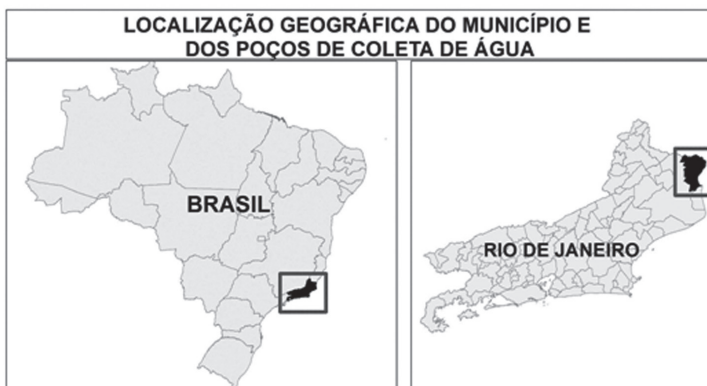 LOCALIZAÇÃO GEOGRÁFICA DO MUNICÍPIO E
DOS POÇOS DE COLETA DE ÁGUA
BRASIL
RIO DE JANEIRO